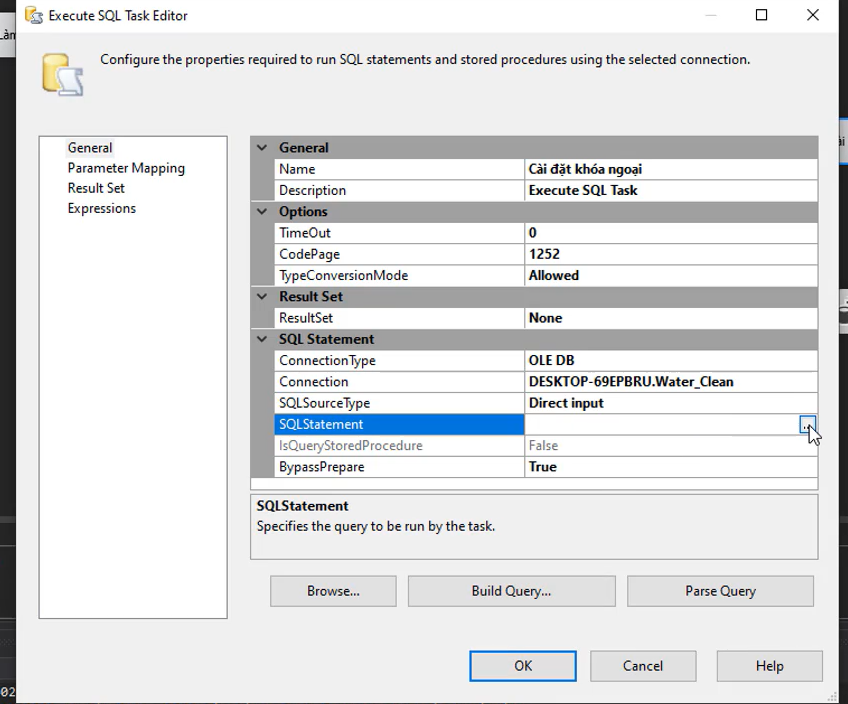 Execute SQL Task Editor
Configure the properties required to run SQL statements and stored procedures using the selected connection.
General
Parameter Mapping
Result Set
Expressions
General
Name Cài đặt khóa ngoại
Description Execute SQL Task
Options
TimeOut 0
CodePage 1252
TypeConversionMode Allowed
Result Set
ResultSet None
SQL Statement
ConnectionType OLE DB
Connection DESKTOP-69EPBRU.Water_Clean
SQLSourceType Direct input
SQLStatement ...
IsQueryStoredProcedure False
BypassPrepare True
SQLStatement
Specifies the query to be run by the task.
Browse...
Build Query...
Parse Query
OK
Cancel
Help